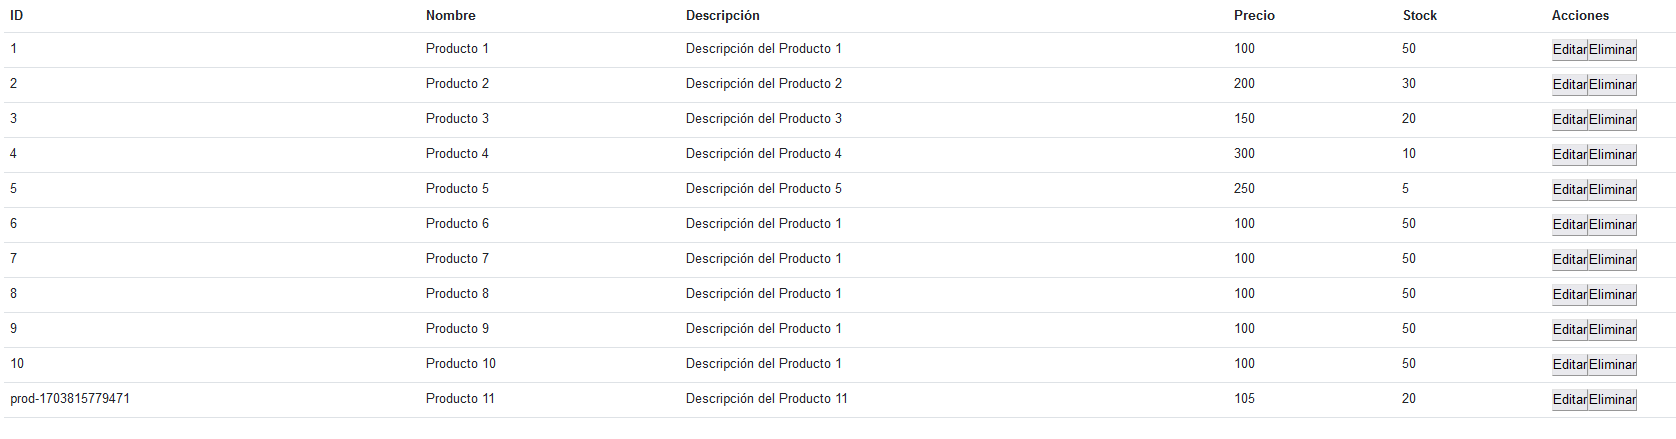 ID Nombre Descripción Precio Stock Acciones
1 Producto 1 Descripción del Producto 1 100 50 Editar Eliminar
2 Producto 2 Descripción del Producto 2 200 30 Editar Eliminar
3 Producto 3 Descripción del Producto 3 150 20 Editar Eliminar
4 Producto 4 Descripción del Producto 4 300 10 Editar Eliminar
5 Producto 5 Descripción del Producto 5 250 5 Editar Eliminar
6 Producto 6 Descripción del Producto 1 100 50 Editar Eliminar
7 Producto 7 Descripción del Producto 1 100 50 Editar Eliminar
8 Producto 8 Descripción del Producto 1 100 50 Editar Eliminar
9 Producto 9 Descripción del Producto 1 100 50 Editar Eliminar
10 Producto 10 Descripción del Producto 1 100 50 Editar Eliminar
prod-1703815779471 Producto 11 Descripción del Producto 11 105 20 Editar Eliminar